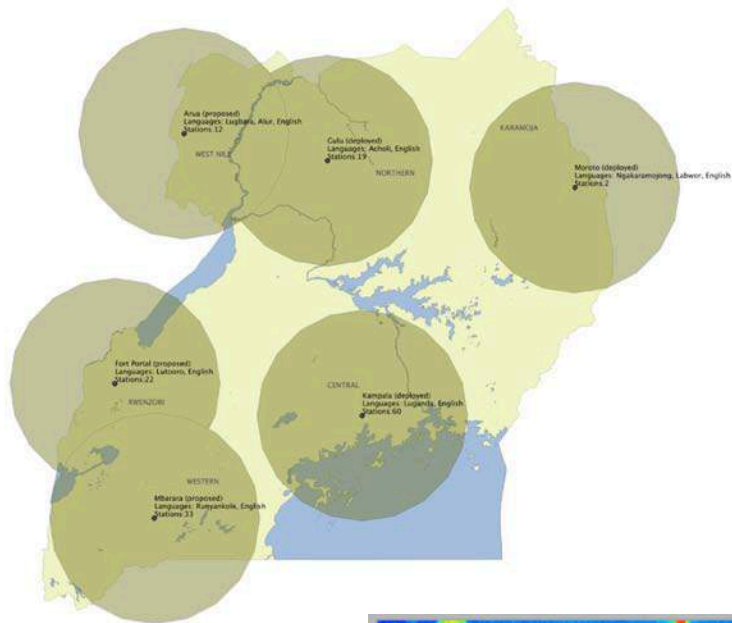 Arua (proposed)
Languages: Lugbara, Alur, English
Stations:12
WEST NILE
Gulu (deployed)
Languages: Acholi, English
Stations:19
NORTHERN
KARAMOJA
Moroto (deployed)
Languages: Ngakaramojong, Labwor, English
Stations:2
Fort Portal (proposed)
Languages: Lutooro, English
Stations:22
RWENZORI
CENTRAL
Kampala (deployed)
Languages: Luganda, English
Stations:60
WESTERN
Mbarara (proposed)
Languages: Runyankole, English
Stations:33